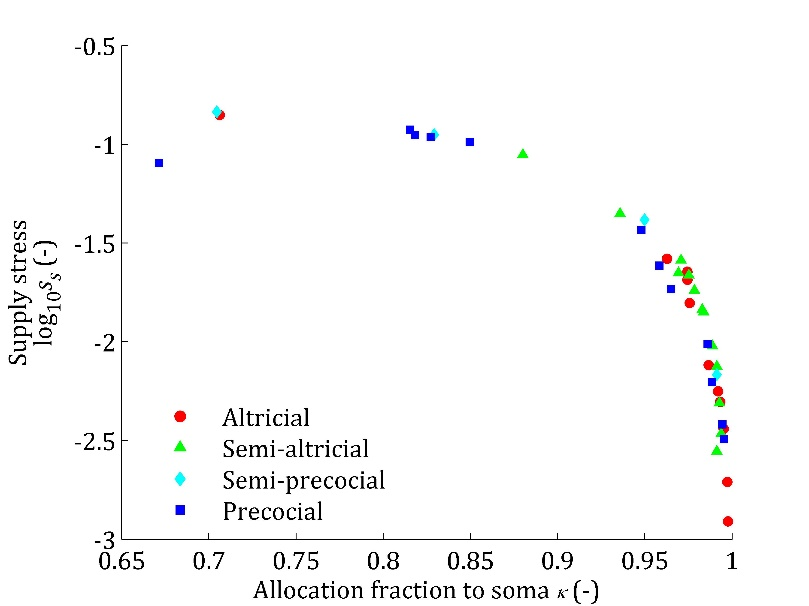 -0.5
-1
-1.5
-2
-2.5
-3
Supply stress
log10ss (-)
Altricial
Semi-altricial
Semi-precocial
Precocial
0.65 0.7 0.75 0.8 0.85 0.9 0.95 1
Allocation fraction to soma κ (-)